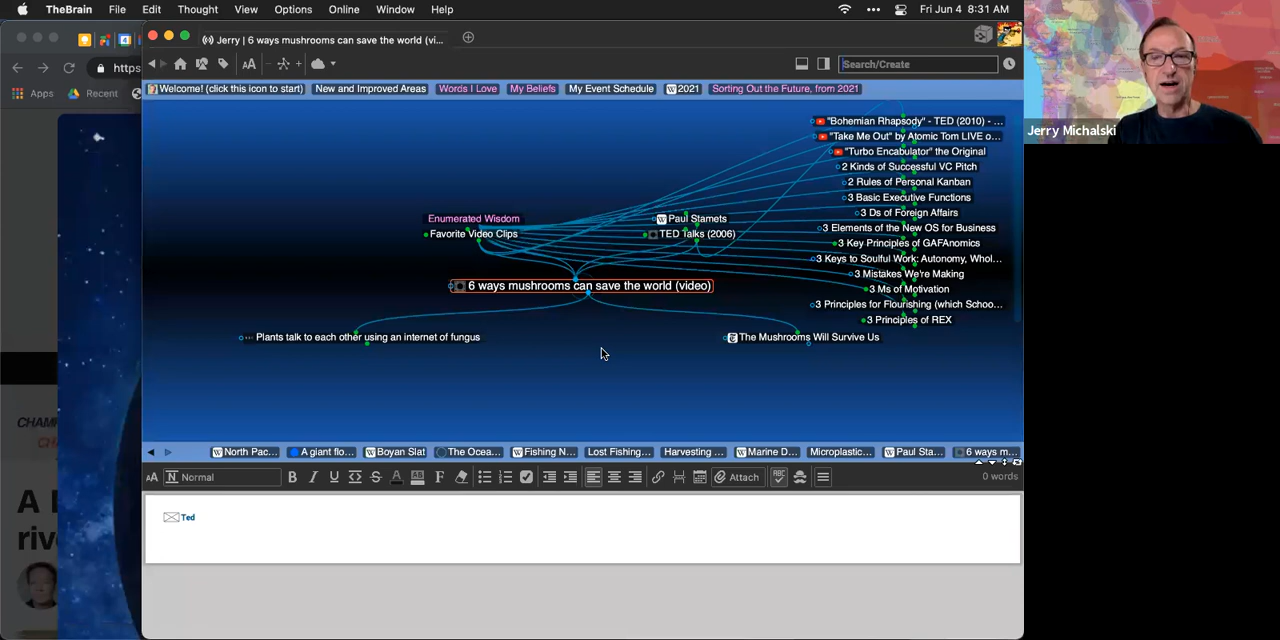 TheBrain File Edit Thought View Options Online Window Help Fri Jun 4 8:31 AM
Jerry | 6 ways mushrooms can save the world (vi...
https
Apps Recent
AA
Search/Create
Welcome! (click this icon to start) New and Improved Areas Words I Love My Beliefs My Event Schedule 2021 Sorting Out the Future, from 2021
"Bohemian Rhapsody" - TED (2010) - ...
"Take Me Out" by Atomic Tom LIVE o...
"Turbo Encabulator" the Original
2 Kinds of Successful VC Pitch
2 Rules of Personal Kanban
3 Basic Executive Functions
3 Ds of Foreign Affairs
3 Elements of the New OS for Business
3 Key Principles of GAFAnomics
3 Keys to Soulful Work: Autonomy, Whol...
3 Mistakes We're Making
3 Ms of Motivation
3 Principles for Flourishing (which Schoo...
3 Principles of REX
Enumerated Wisdom
Favorite Video Clips
Paul Stamets
TED Talks (2006)
6 ways mushrooms can save the world (video)
Plants talk to each other using an internet of fungus
The Mushrooms Will Survive Us
North Pac... A giant flo... Boyan Slat The Ocea... Fishing N... Lost Fishing... Harvesting ... Marine D... Microplastic... Paul Sta... 6 ways m...
AA N Normal B I U S A AB F Attach ABC 0 words
Ted
Jerry Michalski
CHAM
CH
A
riv